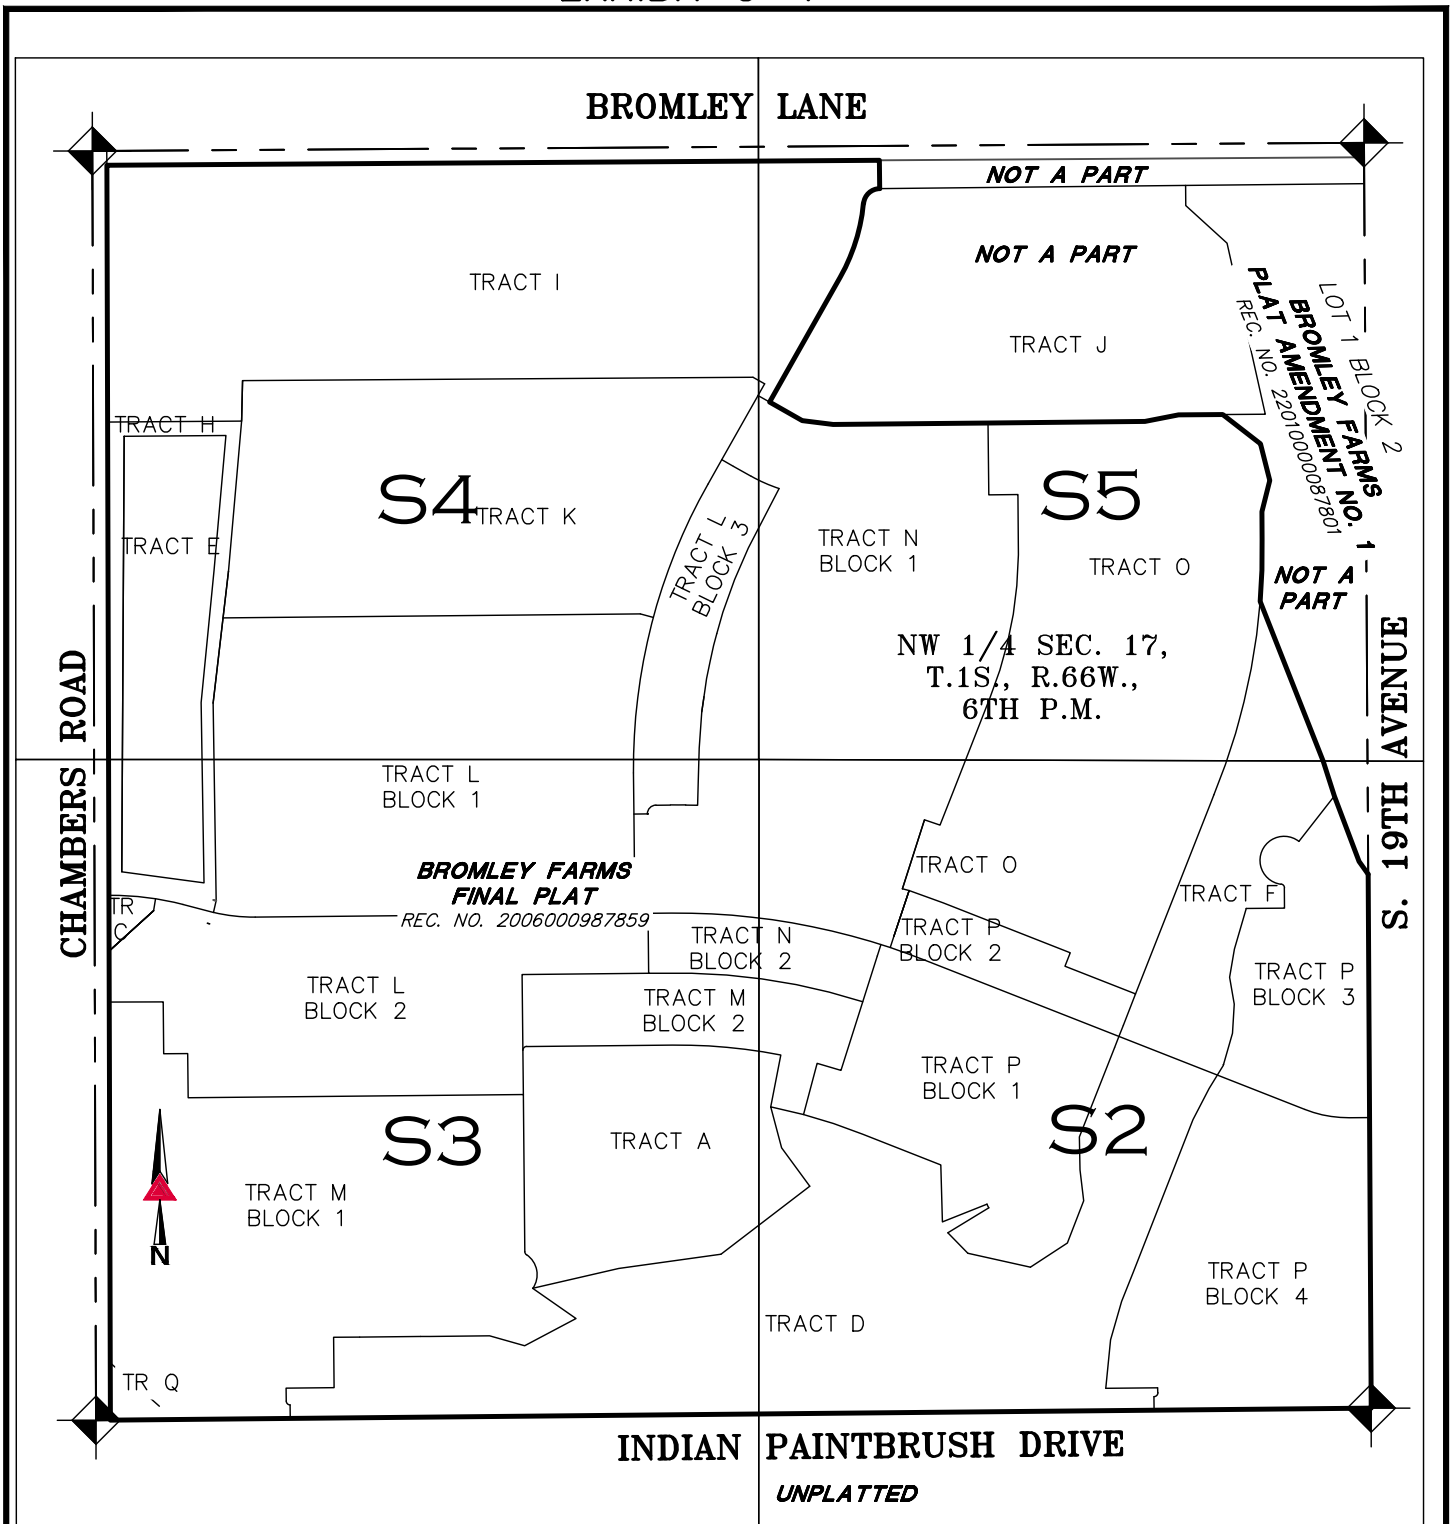 BROMLEY LANE
NOT A PART
NOT A PART
TRACT I
TRACT J
LOT 1 BLOCK 2
BROMLEY FARMS
PLAT AMENDMENT NO. 1
REC. NO. 2201000087801
NOT A
PART
TRACT H
S4
TRACT K
S5
TRACT E
TRACT L
BLOCK 3
TRACT N
BLOCK 1
TRACT O
NW 1/4 SEC. 17,
T.1S., R.66W.,
6TH P.M.
CHAMBERS ROAD
S. 19TH AVENUE
TRACT L
BLOCK 1
BROMLEY FARMS
FINAL PLAT
REC. NO. 2006000987859
TRACT O
TRACT F
TR
C
TRACT N
BLOCK 2
TRACT P
BLOCK 2
TRACT L
BLOCK 2
TRACT M
BLOCK 2
TRACT P
BLOCK 3
TRACT P
BLOCK 1
S3
S2
TRACT A
TRACT M
BLOCK 1
N
TRACT P
BLOCK 4
TRACT D
TR Q
INDIAN PAINTBRUSH DRIVE
UNPLATTED